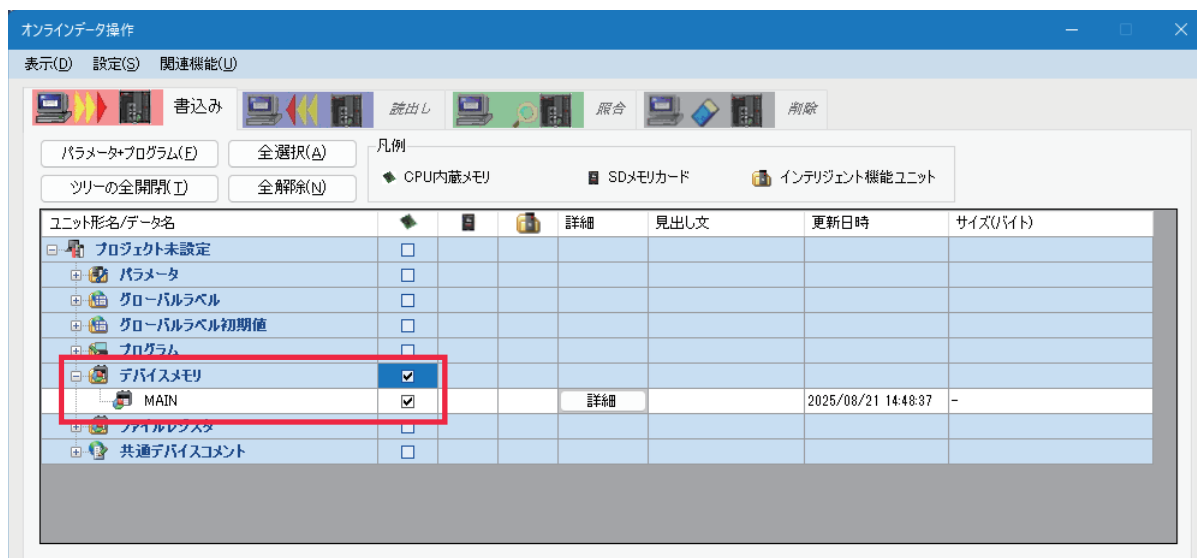 オンラインデータ操作
表示(D) 設定(S) 関連機能(U)
書込み 読出し 照合 削除
パラメータ+プログラム(F) 全選択(A)
凡例
CPU内蔵メモリ SDメモリカード インテリジェント機能ユニット
ツリーの全開閉(T) 全解除(N)
ユニット形名/データ名 詳細 見出し文 更新日時 サイズ(バイト)
プロジェクト未設定
パラメータ
グローバルラベル
グローバルラベル初期値
プログラム
デバイスメモリ
MAIN 詳細 2025/08/21 14:48:37 -
ファイルレジスタ
共通デバイスコメント